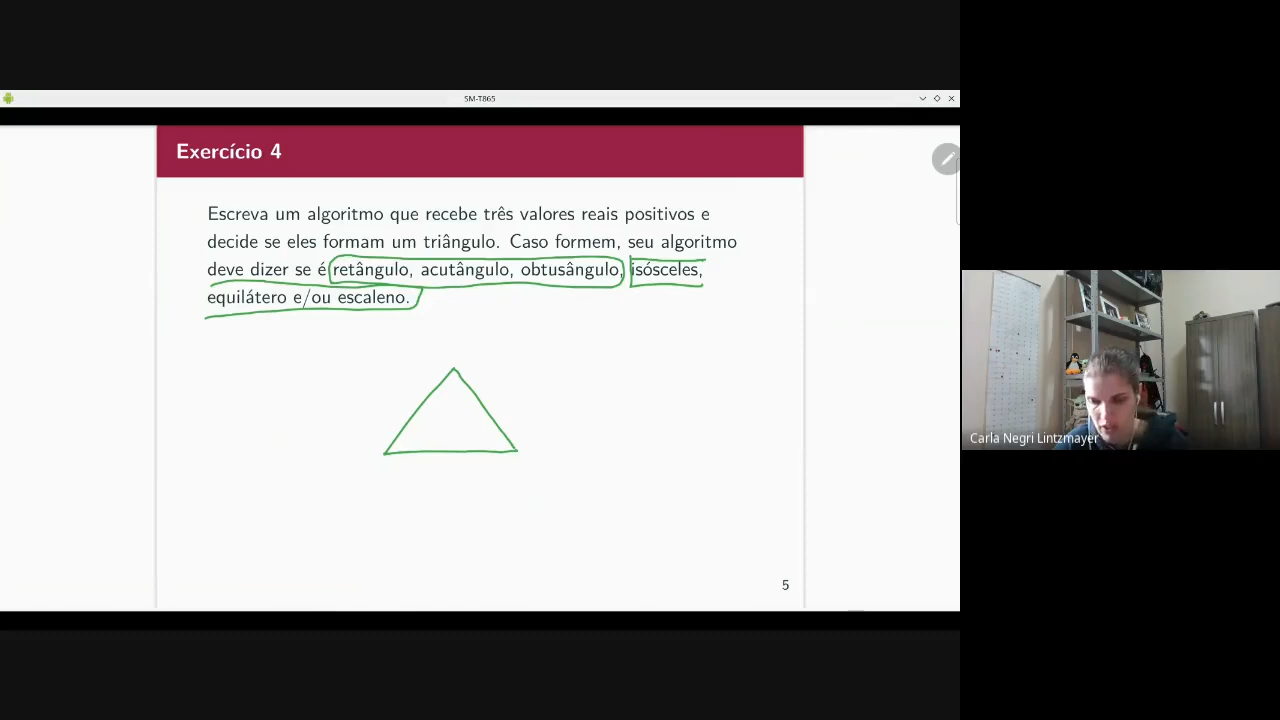 SM-T865
Exercício 4
Escreva um algoritmo que recebe três valores reais positivos e
decide se eles formam um triângulo. Caso formem, seu algoritmo
deve dizer se é retângulo, acutângulo, obtusângulo, isósceles,
equilátero e/ou escaleno.
5
Carla Negri Lintzmayer